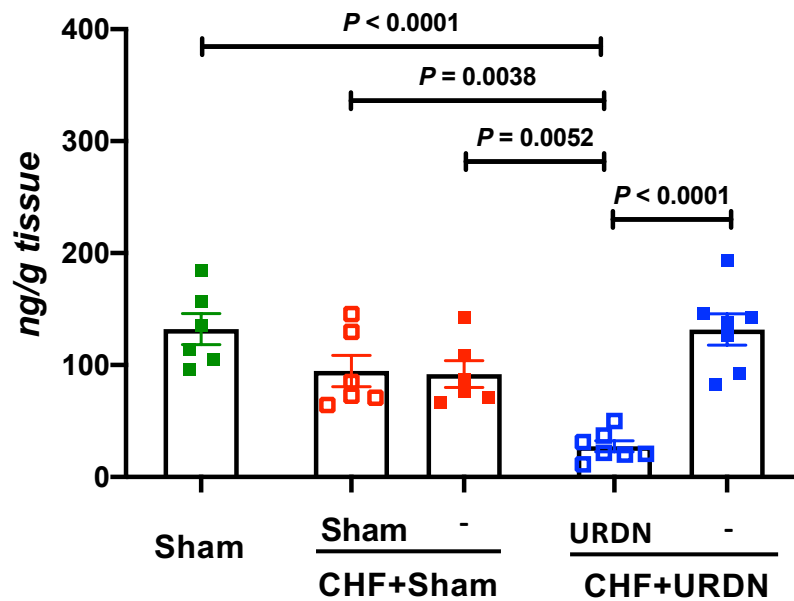 400
P < 0.0001
P = 0.0038
300
P = 0.0052
P < 0.0001
ng/g tissue
200
100
0
Sham
Sham -
CHF+Sham
URDN -
CHF+URDN